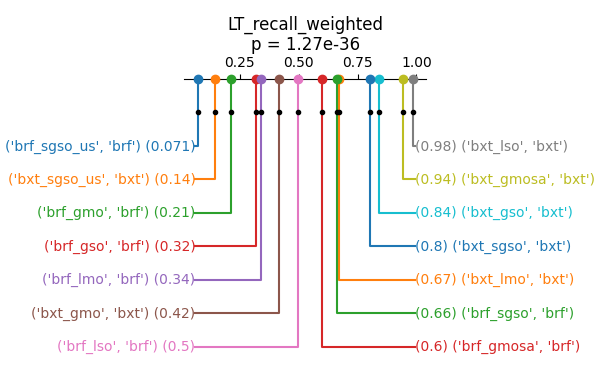 LT_recall_weighted
p = 1.27e-36
0.25 0.50 0.75 1.00
('brf_sgso_us', 'brf') (0.071) (0.98) ('bxt_lso', 'bxt')
('bxt_sgso_us', 'bxt') (0.14) (0.94) ('bxt_gmosa', 'bxt')
('brf_gmo', 'brf') (0.21) (0.84) ('bxt_gso', 'bxt')
('brf_gso', 'brf') (0.32) (0.8) ('bxt_sgso', 'bxt')
('brf_lmo', 'brf') (0.34) (0.67) ('bxt_lmo', 'bxt')
('bxt_gmo', 'bxt') (0.42) (0.66) ('brf_sgso', 'brf')
('brf_lso', 'brf') (0.5) (0.6) ('brf_gmosa', 'brf')